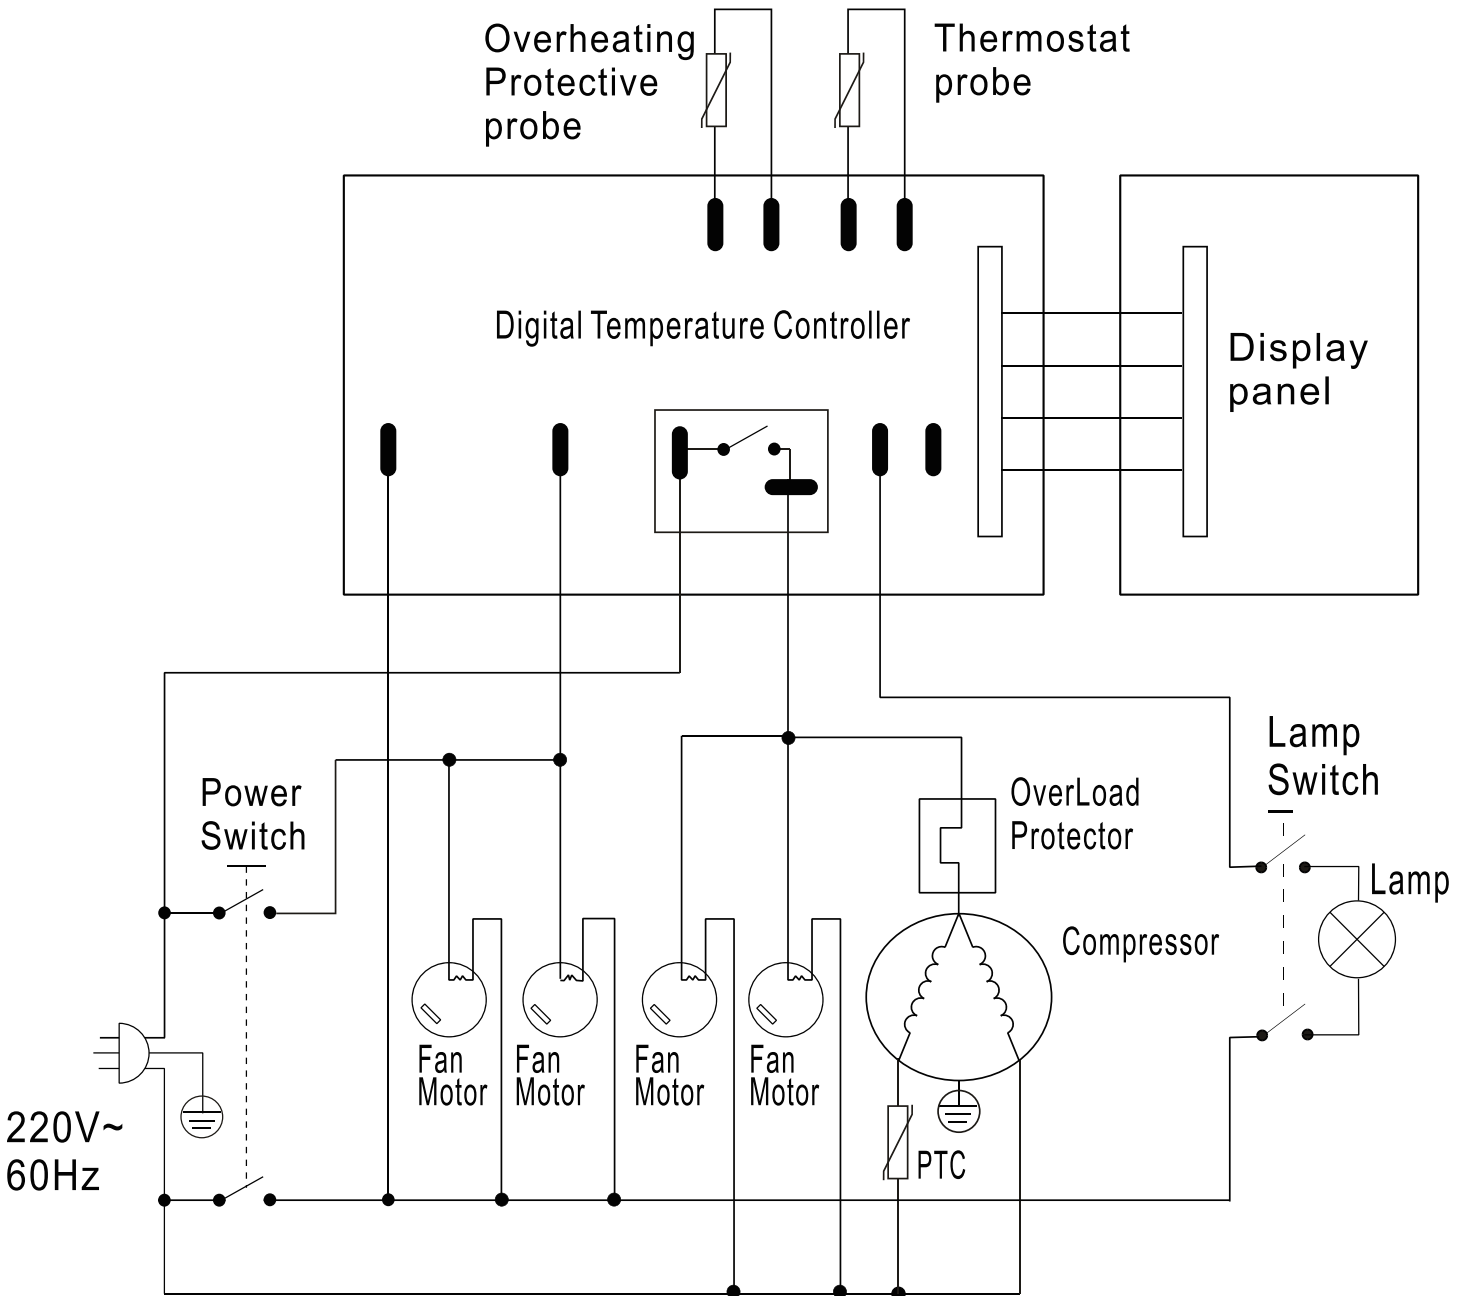 Overheating
Protective
probe
Thermostat
probe
Digital Temperature Controller
Display
panel
Power
Switch
Lamp
Switch
OverLoad
Protector
Lamp
Compressor
Fan
Motor
Fan
Motor
Fan
Motor
Fan
Motor
PTC
220V~
60Hz